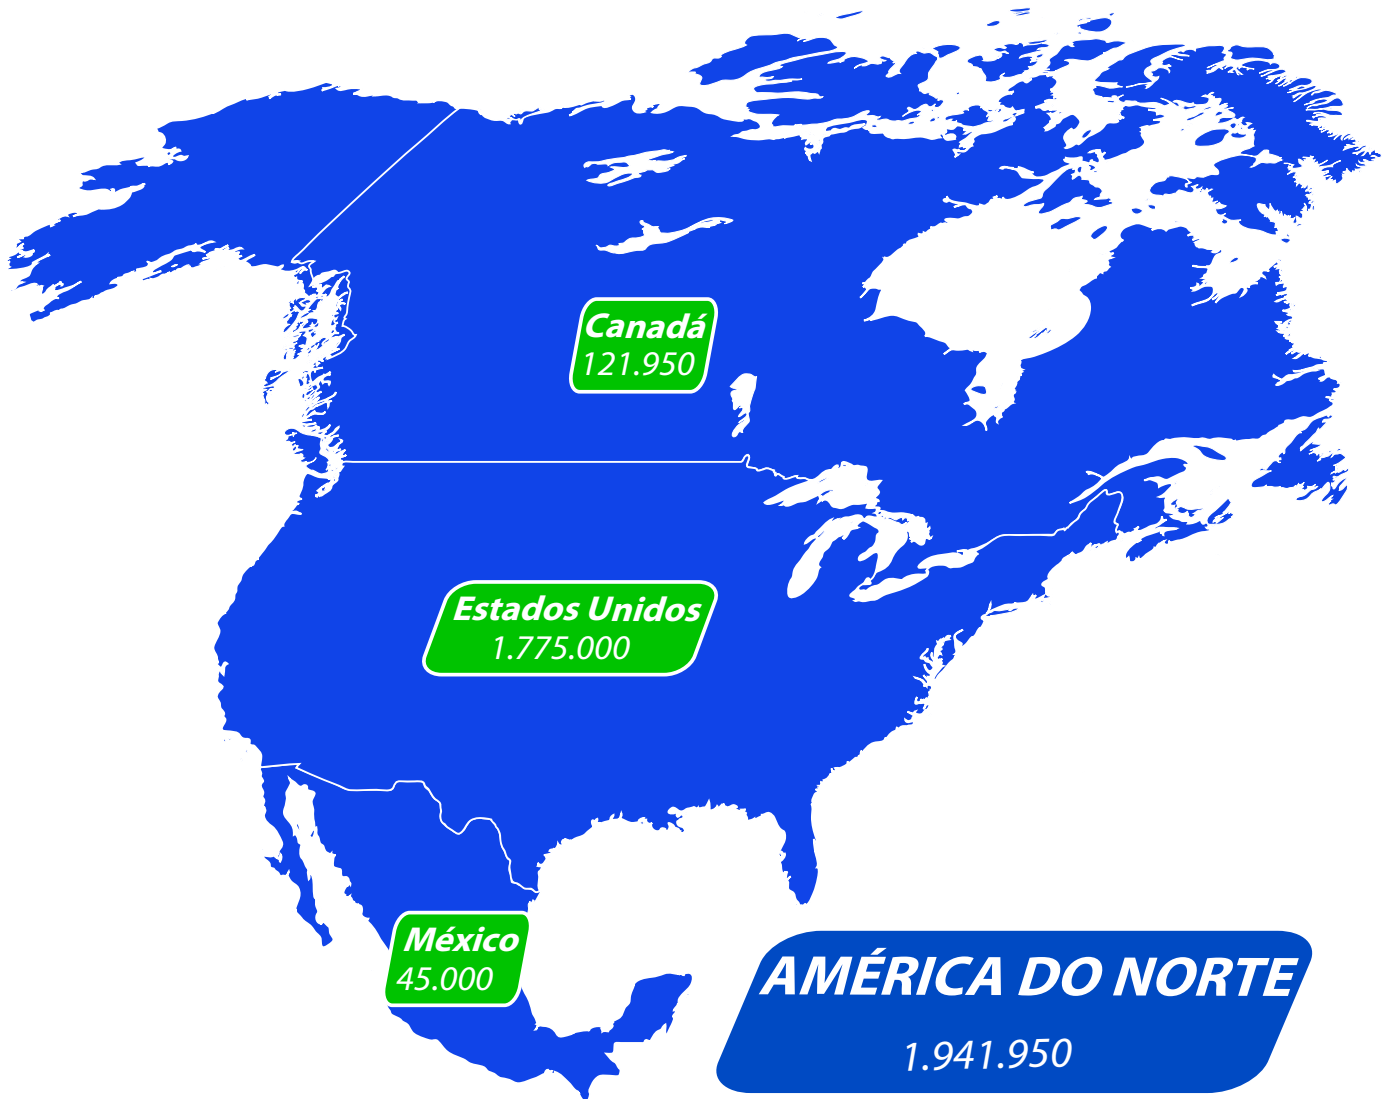 Canadá
121.950
Estados Unidos
1.775.000
México
45.000
AMÉRICA DO NORTE
1.941.950